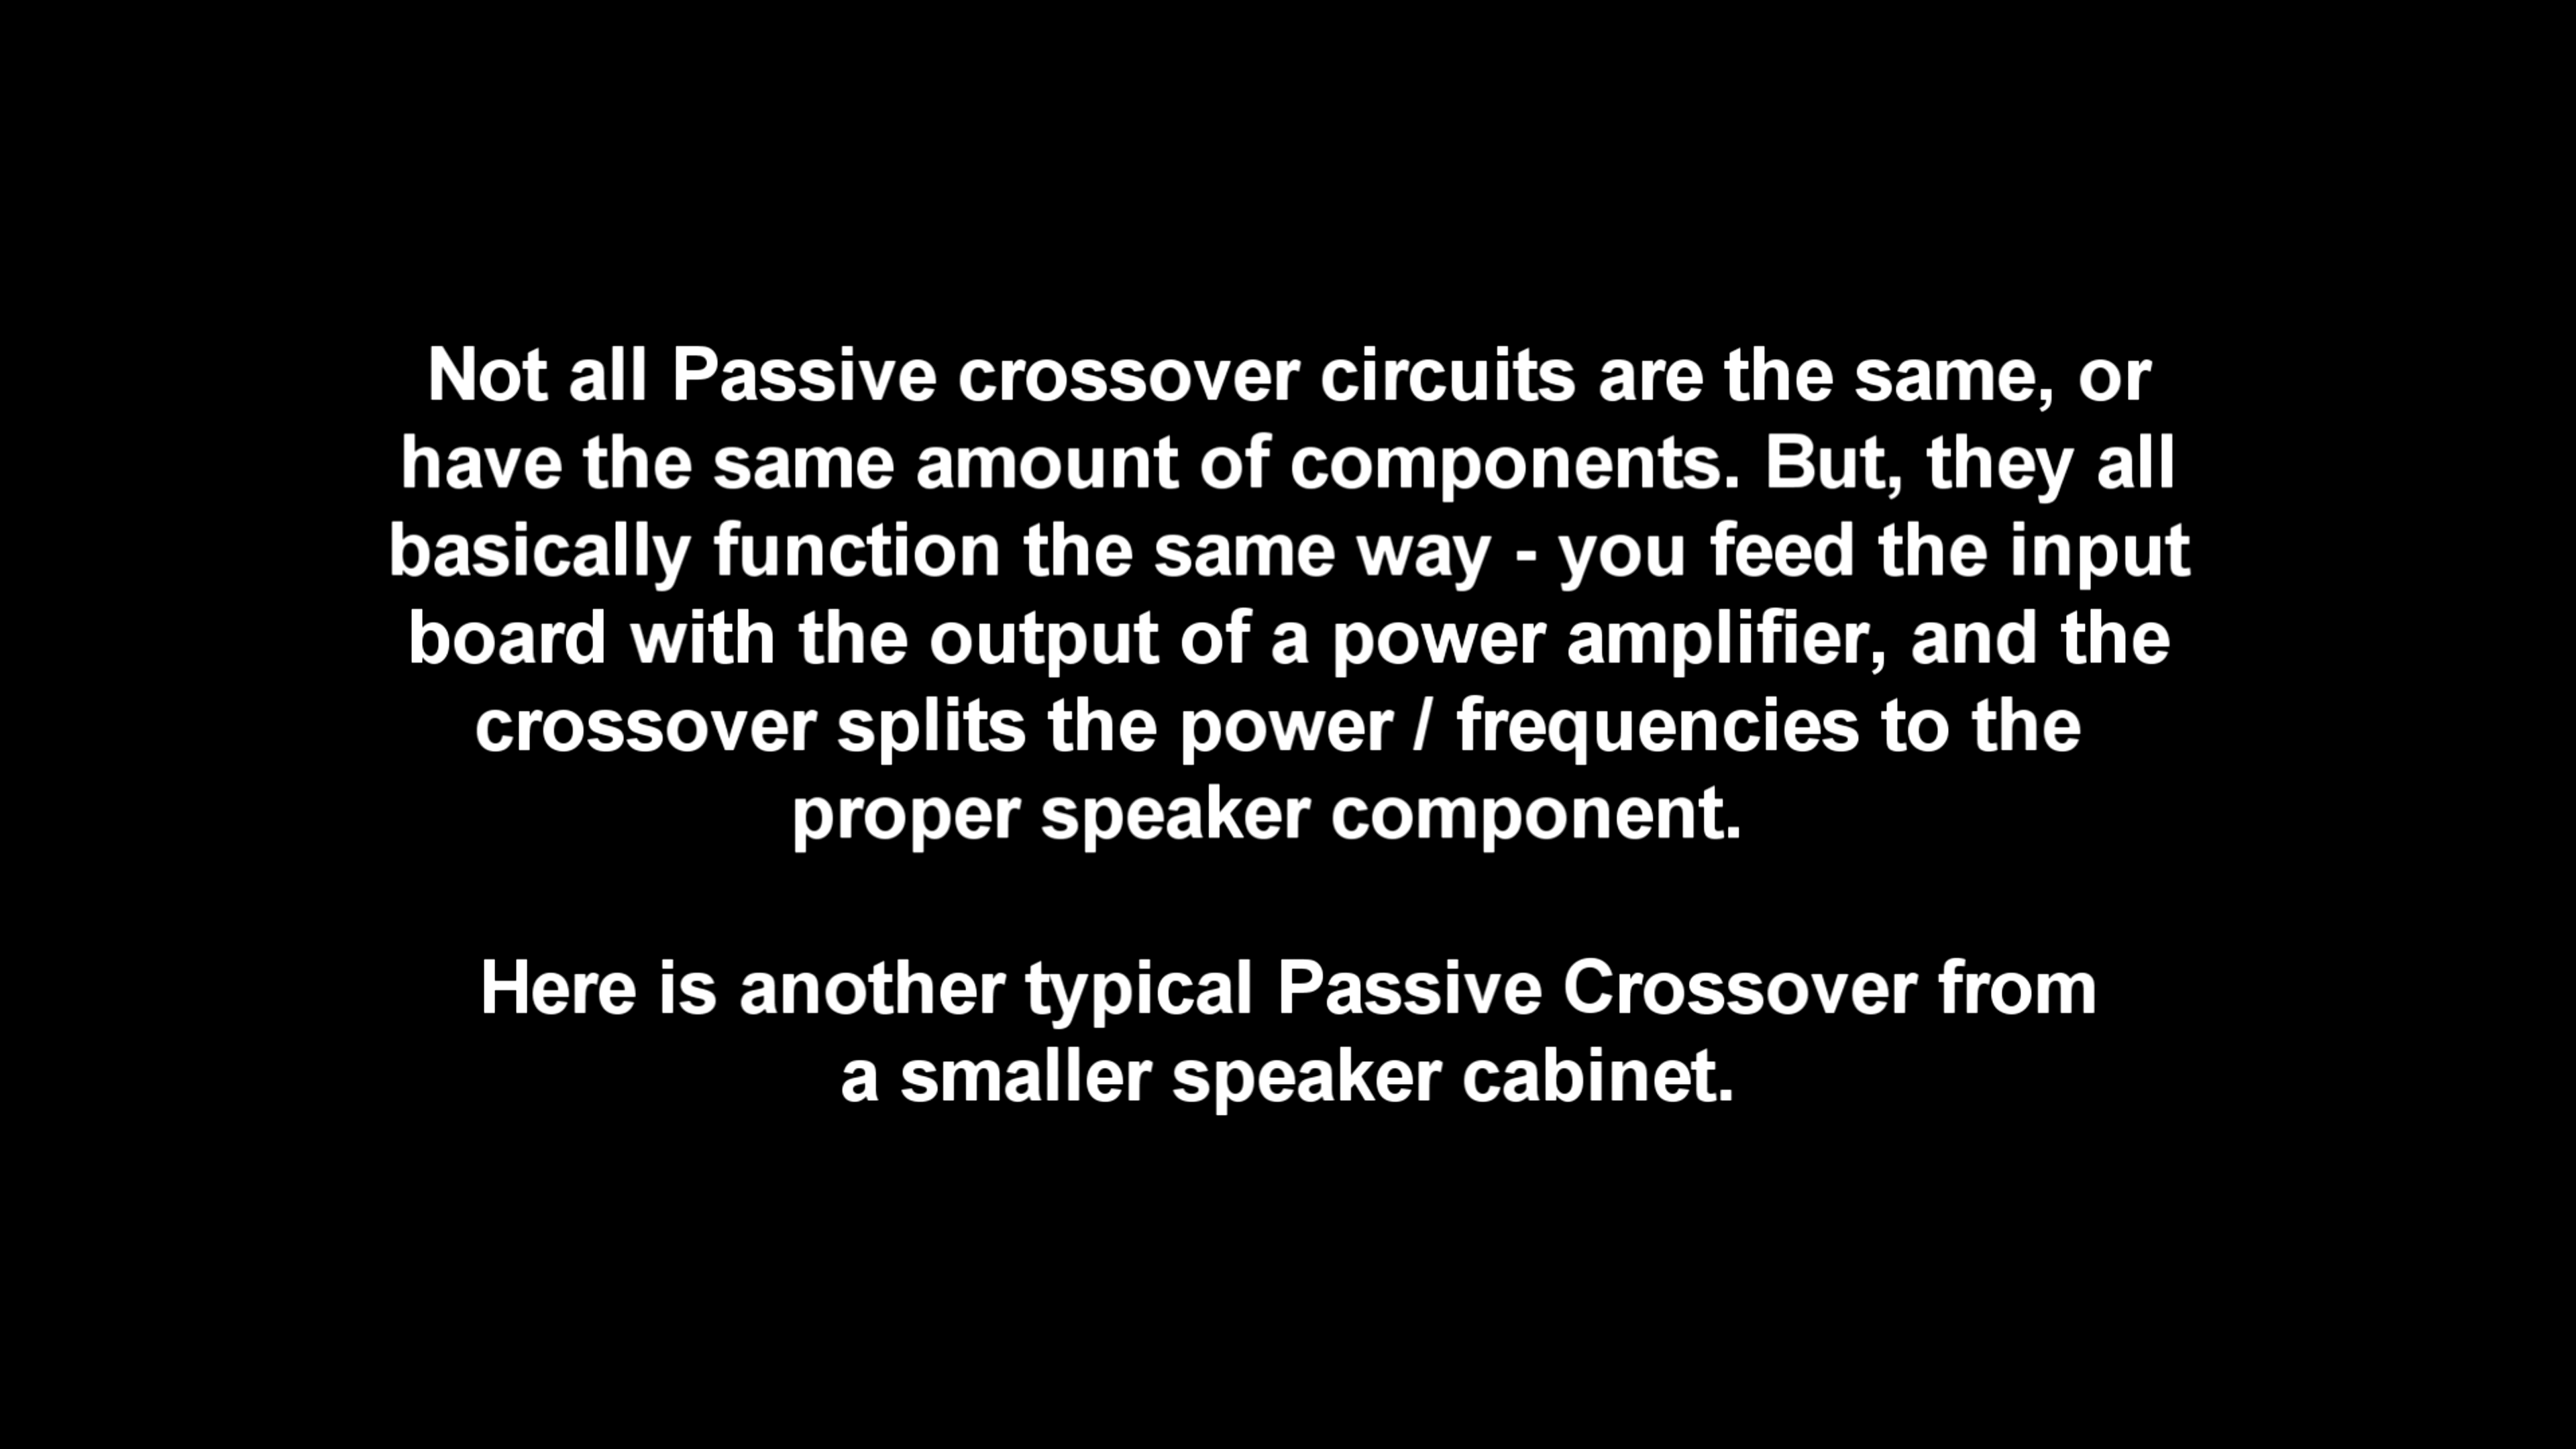 Not all Passive crossover circuits are the same, or
have the same amount of components. But, they all
basically function the same way - you feed the input
board with the output of a power amplifier, and the
crossover splits the power / frequencies to the
proper speaker component.
Here is another typical Passive Crossover from
a smaller speaker cabinet.